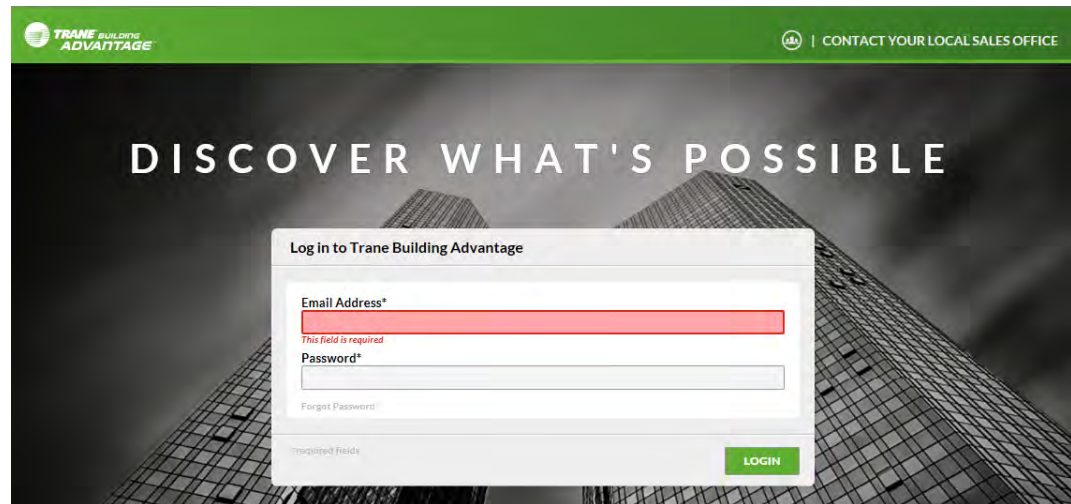 TRANE BUILDING
ADVANTAGE
| CONTACT YOUR LOCAL SALES OFFICE
DISCOVER WHAT'S POSSIBLE
Log in to Trane Building Advantage
Email Address*
This field is required
Password*
Forgot Password
*required fields
LOGIN